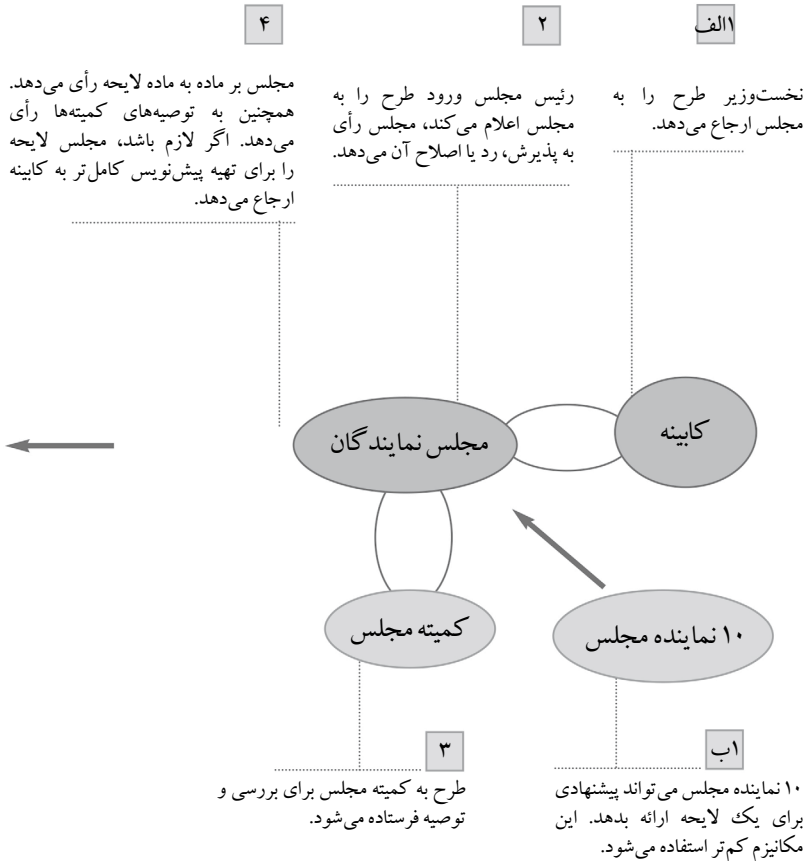 ۱الف
نخست‌وزیر طرح را به
مجلس ارجاع می‌دهد.
۲
رئیس مجلس ورود طرح را به
مجلس اعلام می‌کند، مجلس رأی
به پذیرش، رد یا اصلاح آن می‌دهد.
۴
مجلس بر ماده به ماده لایحه رأی می‌دهد.
همچنین به توصیه‌های کمیته‌ها رأی
می‌دهد. اگر لازم باشد، مجلس لایحه
را برای تهیه پیش‌نویس کامل‌تر به کابینه
ارجاع می‌دهد.
کابینه
مجلس نمایندگان
۱۰ نماینده مجلس
کمیته مجلس
۱ب
۱۰ نماینده مجلس می‌تواند پیشنهادی
برای یک لایحه ارائه بدهد. این
مکانیزم کم‌تر استفاده می‌شود.
۳
طرح به کمیته مجلس برای بررسی و
توصیه فرستاده می‌شود.